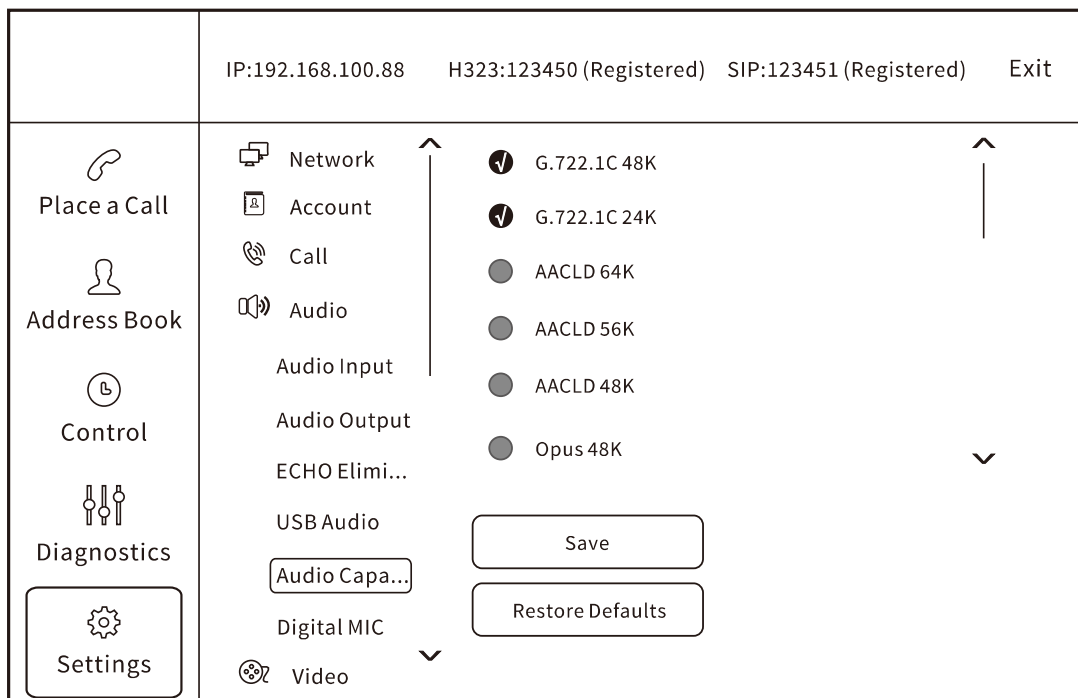 IP:192.168.100.88 H323:123450 (Registered) SIP:123451 (Registered) Exit
Place a Call
Address Book
Control
Diagnostics
Settings
Network
Account
Call
Audio
Audio Input
Audio Output
ECHO Elimi...
USB Audio
Audio Capa...
Digital MIC
Video
G.722.1C 48K
G.722.1C 24K
AACLD 64K
AACLD 56K
AACLD 48K
Opus 48K
Save
Restore Defaults